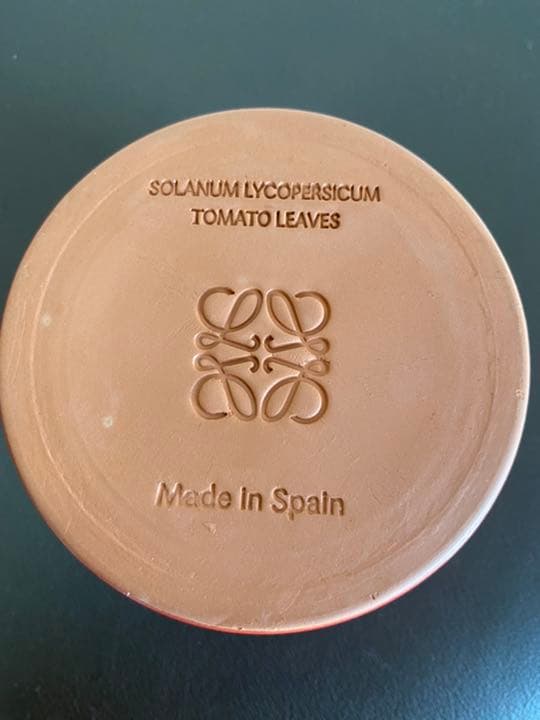 SOLANUM LYCOPERSICUM
TOMATO LEAVES
Made in Spain